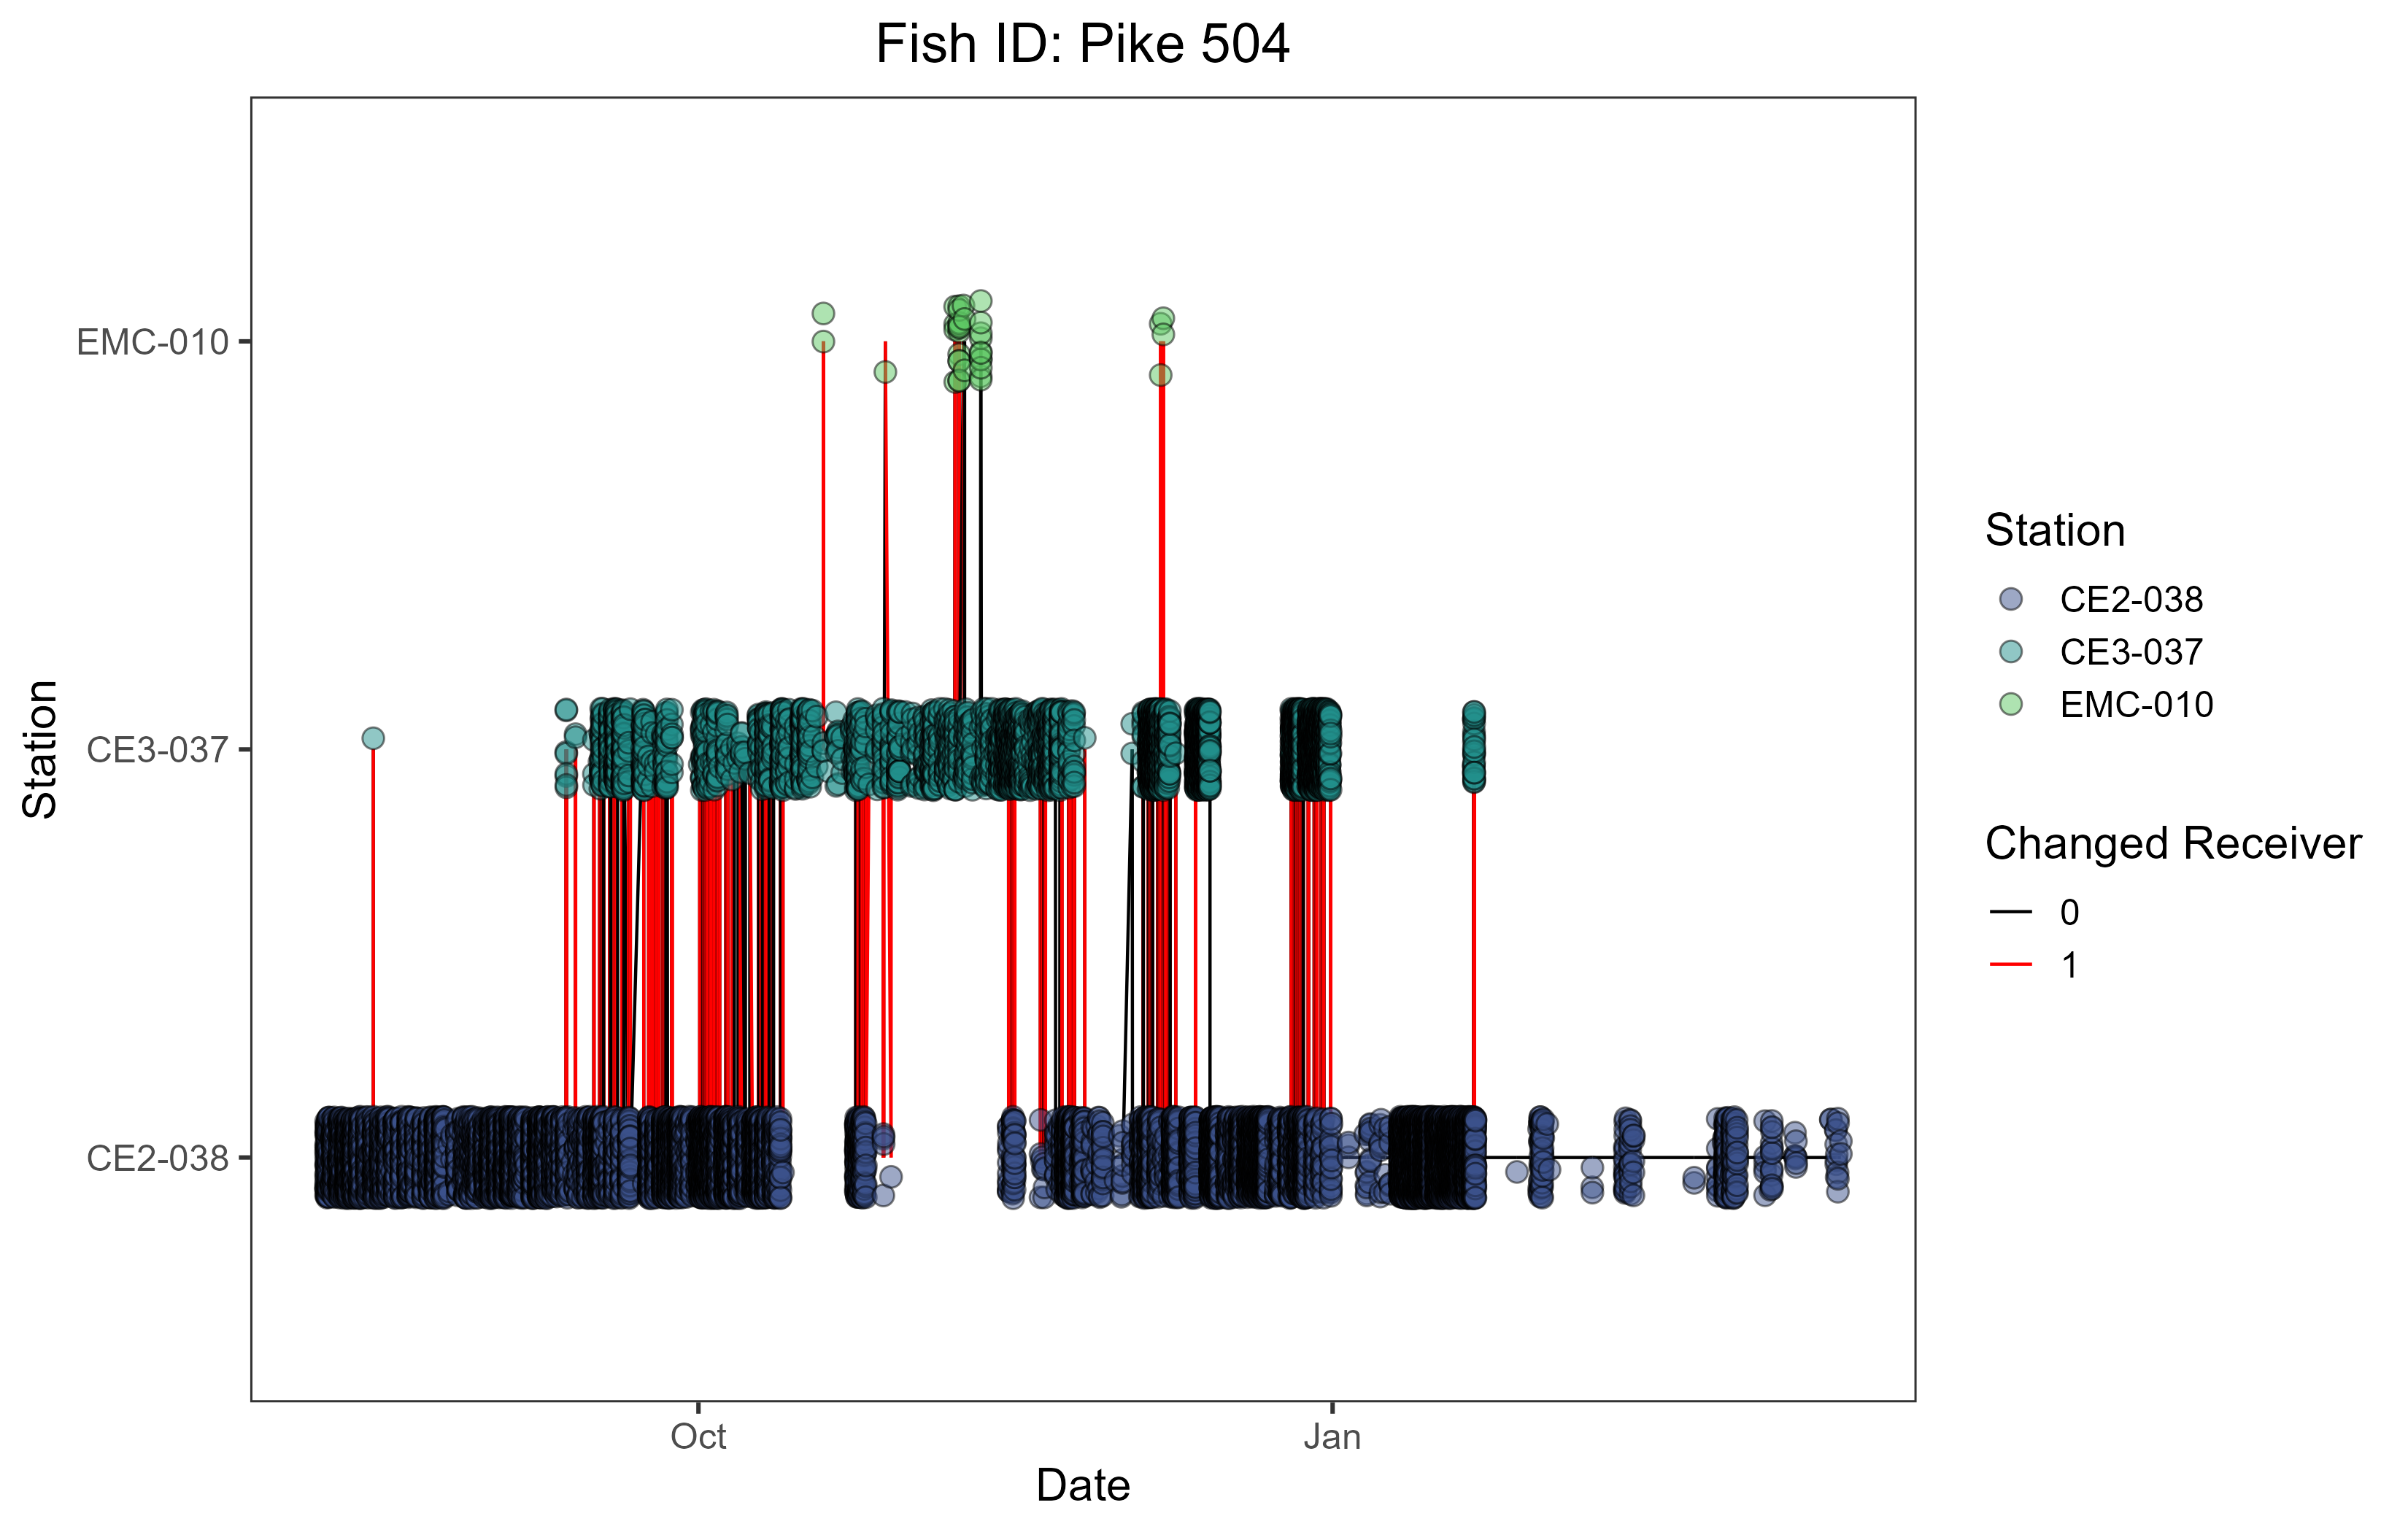 Fish ID: Pike 504
EMC-010
CE3-037
CE2-038
Station
Oct
Jan
Date
Station
CE2-038
CE3-037
EMC-010
Changed Receiver
0
1